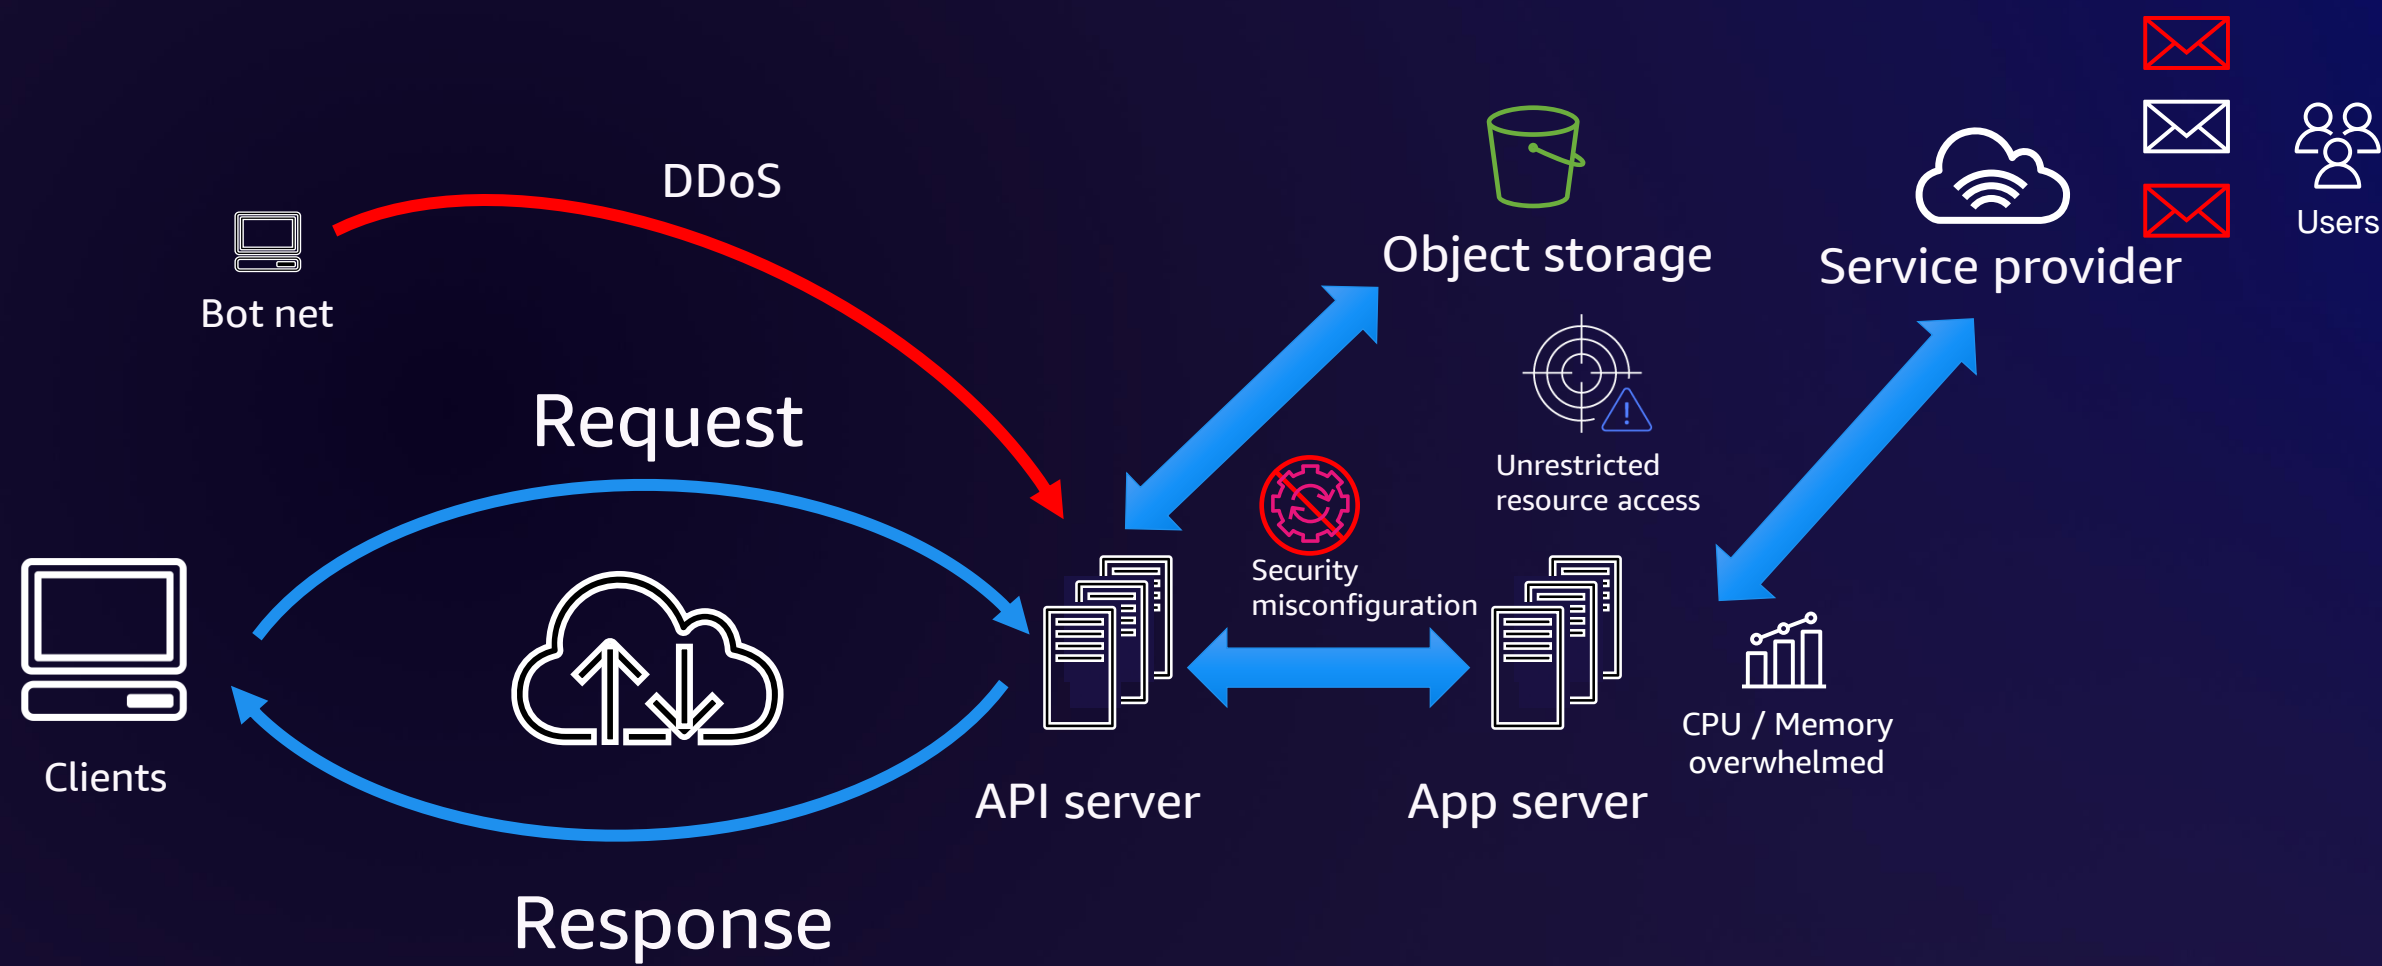 DDoS
Bot net
Object storage
Service provider
Users
Request
Unrestricted
resource access
Security
misconfiguration
CPU / Memory
overwhelmed
Clients
API server
App server
Response